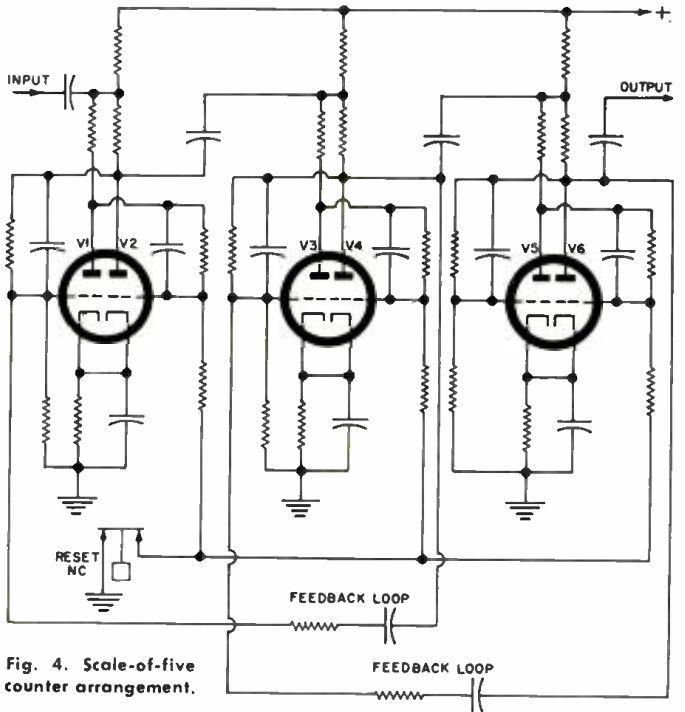 +
INPUT
OUTPUT
V1 V2
V3 V4
V5 V6
RESET
NC
FEEDBACK LOOP
FEEDBACK LOOP
Fig. 4. Scale-of-five
counter arrangement.